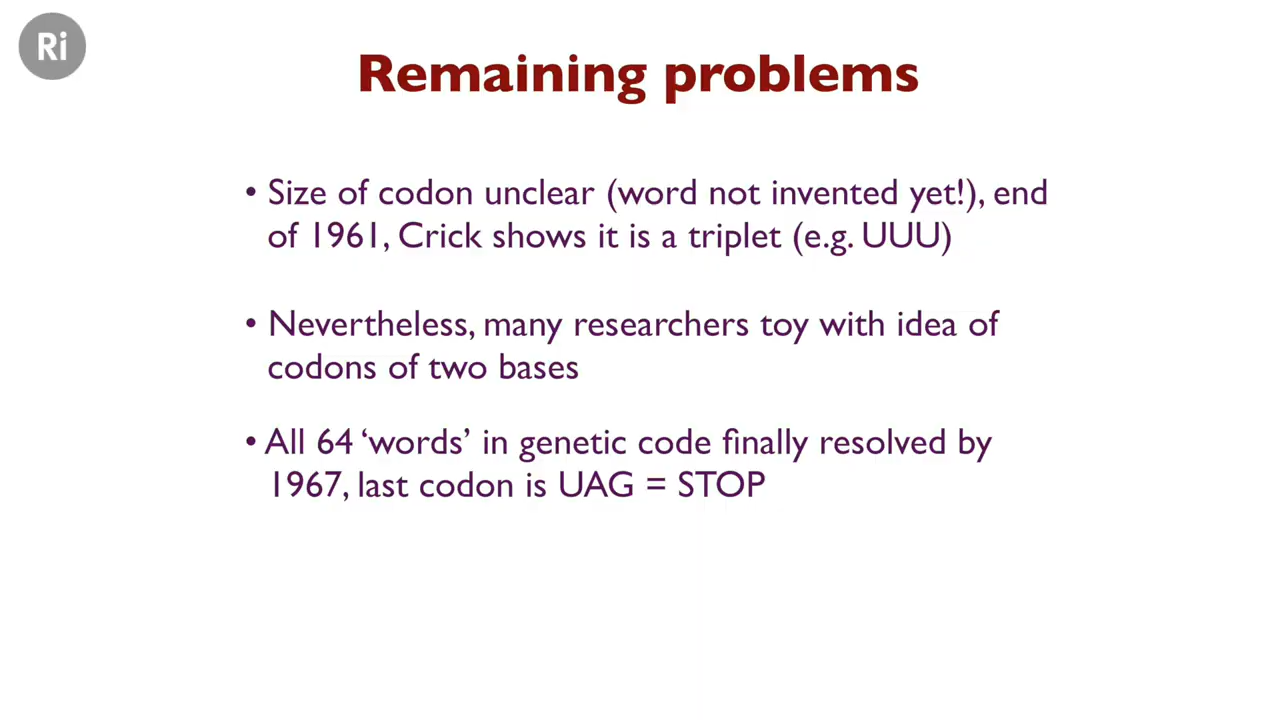 Ri
Remaining problems
• Size of codon unclear (word not invented yet!), end
of 1961, Crick shows it is a triplet (e.g. UUU)
• Nevertheless, many researchers toy with idea of
codons of two bases
• All 64 ‘words’ in genetic code finally resolved by
1967, last codon is UAG = STOP